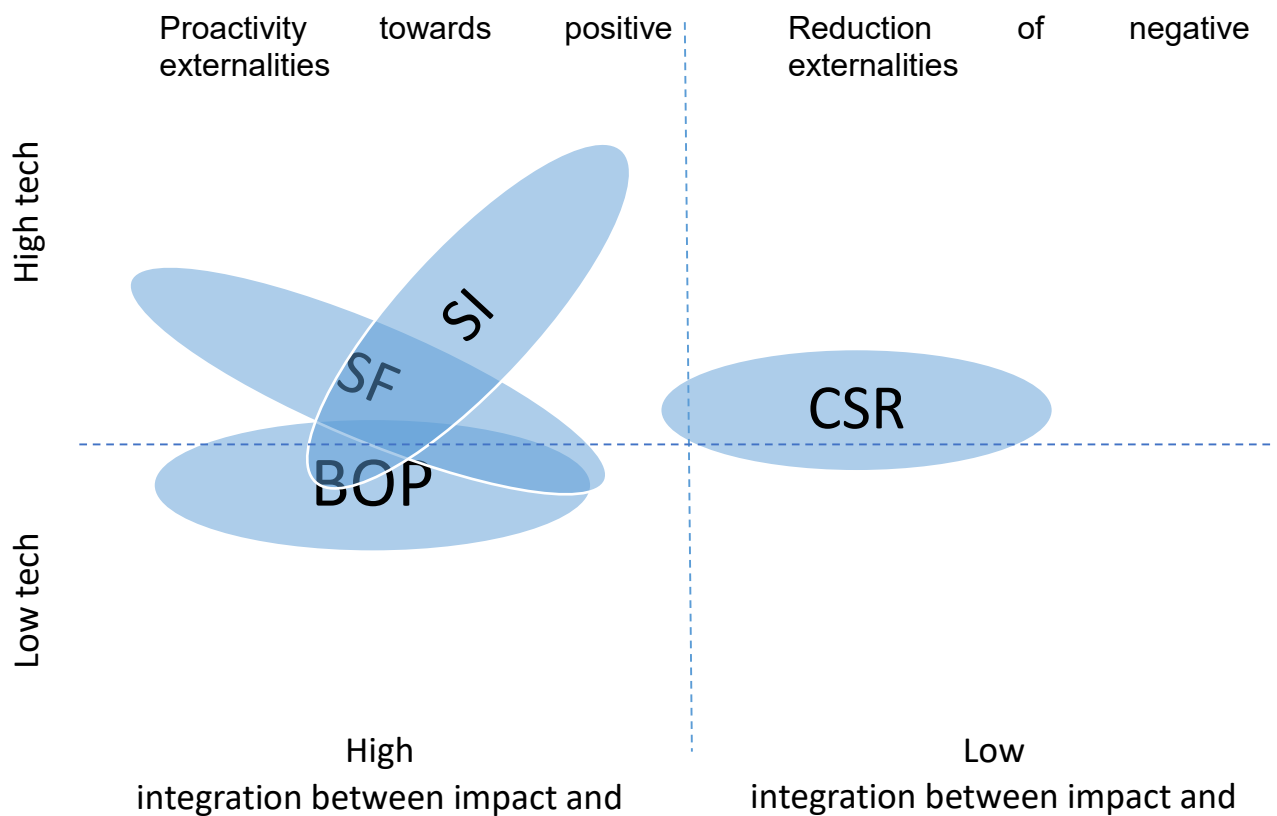 Proactivity towards positive
externalities
Reduction of negative
externalities
High tech
SI
SF
CSR
BOP
Low tech
High
integration between impact and
Low
integration between impact and